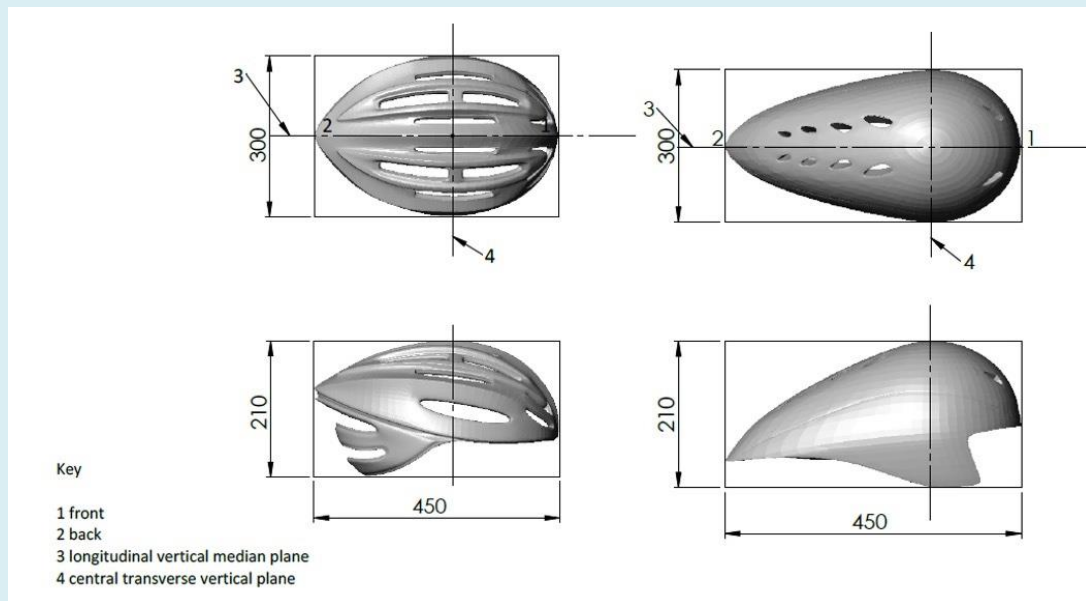 3
300
2
1
4
3
300
2
1
4
210
450
210
450
Key
1 front
2 back
3 longitudinal vertical median plane
4 central transverse vertical plane